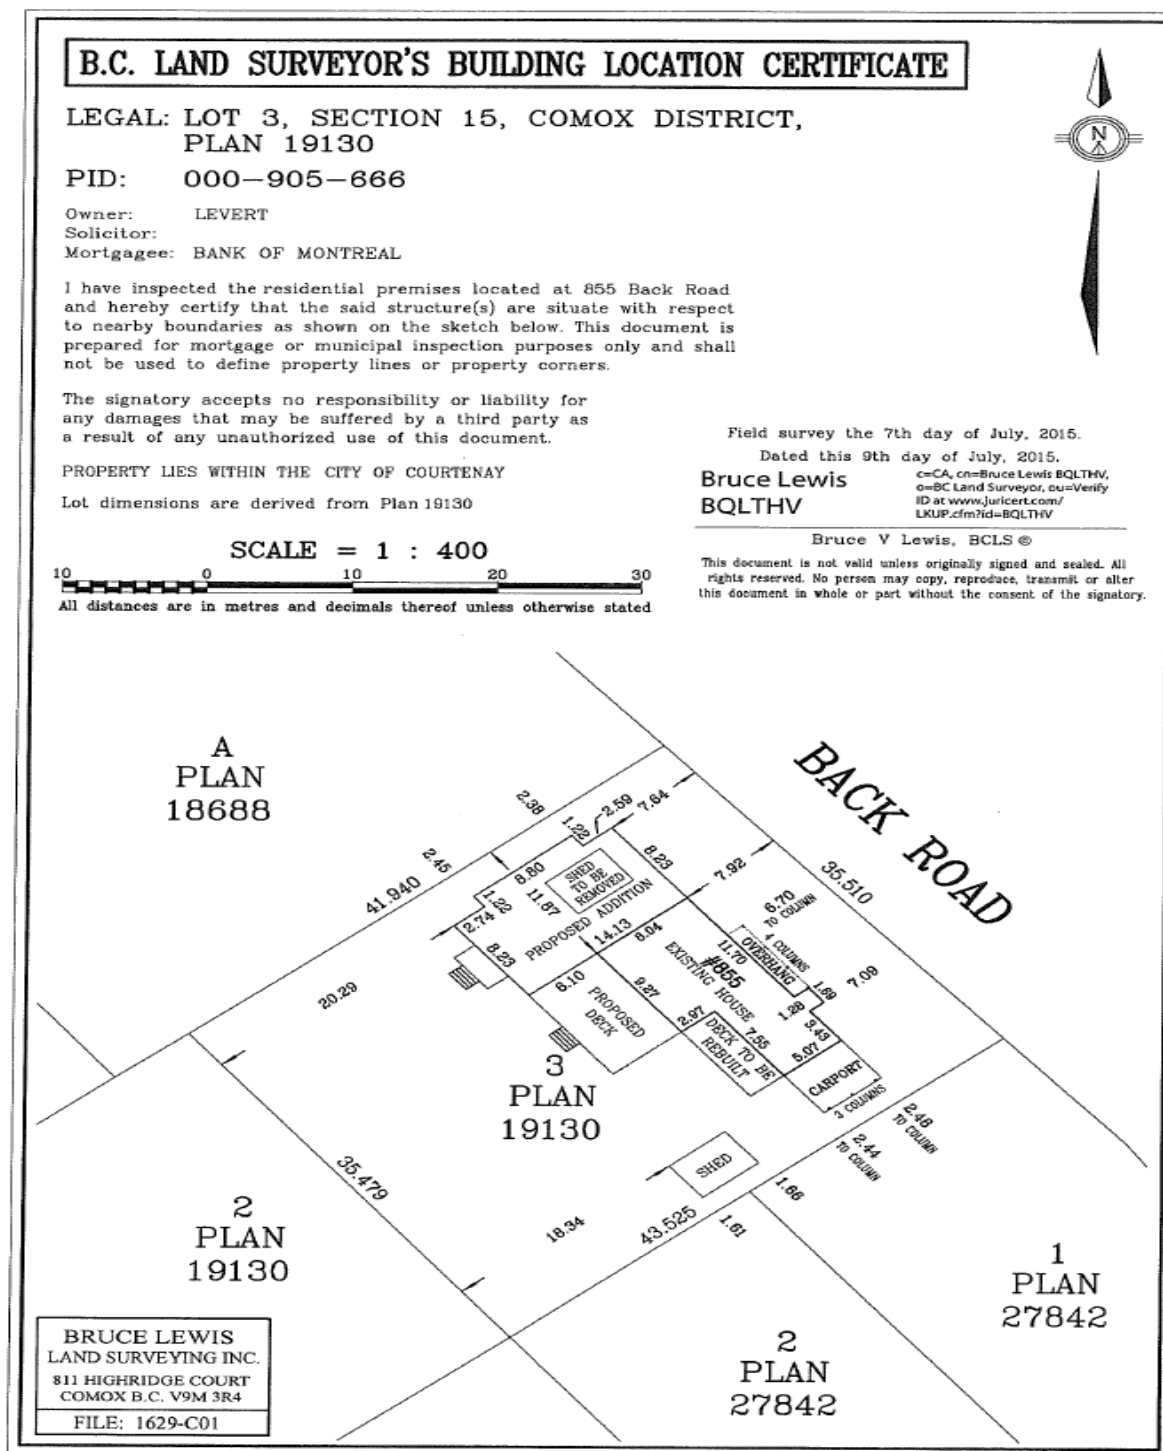 B.C. LAND SURVEYOR'S BUILDING LOCATION CERTIFICATE
LEGAL: LOT 3, SECTION 15, COMOX DISTRICT,
PLAN 19130
PID: 000-905-666
Owner: LEVERT
Solicitor:
Mortgagee: BANK OF MONTREAL
I have inspected the residential premises located at 855 Back Road
and hereby certify that the said structure(s) are situate with respect
to nearby boundaries as shown on the sketch below. This document is
prepared for mortgage or municipal inspection purposes only and shall
not be used to define property lines or property corners.
The signatory accepts no responsibility or liability for
any damages that may be suffered by a third party as
a result of any unauthorized use of this document.
PROPERTY LIES WITHIN THE CITY OF COURTENAY
Lot dimensions are derived from Plan 19130
N
Field survey the 7th day of July, 2015.
Dated this 9th day of July, 2015.
Bruce Lewis
BQLTHV
c=CA, cn=Bruce Lewis BQLTHV,
o=BC Land Surveyor, ou=Verify
ID at www.juricert.com/
LKUP.cfm?id=BQLTHV
Bruce V Lewis, BCLS ©
This document is not valid unless originally signed and sealed. All
rights reserved. No person may copy, reproduce, transmit or alter
this document in whole or part without the consent of the signatory.
SCALE = 1 : 400
10 0 10 20 30
All distances are in metres and decimals thereof unless otherwise stated
A
PLAN
18688
BACK ROAD
2.38
1.22
2.59
7.64
2.45
8.80
8.23
41.940
1.22
11.87
SHED
TO BE
REMOVED
7.92
35.510
2.74
PROPOSED ADDITION
6.70
TO COLUMN
8.23
14.13
8.04
4 COLUMNS
OVERHANG
11.70
EXISTING HOUSE
#855
1.69
7.09
20.29
6.10
PROPOSED
DECK
9.27
1.28
2.97
3.43
DECK TO BE
REBUILT
7.55
5.07
CARPORT
3 COLUMNS
3
PLAN
19130
2.46
TO COLUMN
2.44
TO COLUMN
SHED
35.479
1.66
18.34
43.525
1.61
2
PLAN
19130
1
PLAN
27842
2
PLAN
27842
BRUCE LEWIS
LAND SURVEYING INC.
811 HIGHRIDGE COURT
COMOX B.C. V9M 3R4
FILE: 1629-C01